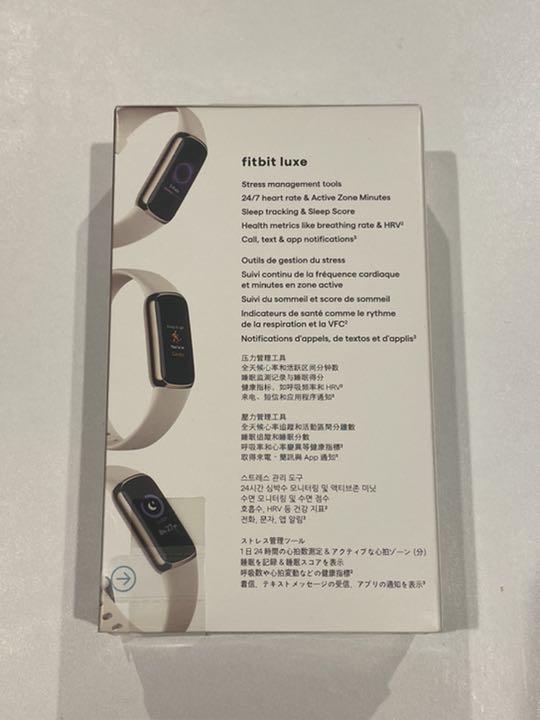 fitbit luxe
Stress management tools
24/7 heart rate & Active Zone Minutes
Sleep tracking & Sleep Score
Health metrics like breathing rate & HRV²
Call, text & app notifications³
Outils de gestion du stress
Suivi continu de la fréquence cardiaque
et minutes en zone active
Suivi du sommeil et score de sommeil
Indicateurs de santé comme le rythme
de la respiration et la VFC²
Notifications d'appels, de textos et d'applis³
压力管理工具
全天候心率和活跃区间分钟数
睡眠监测记录与睡眠得分
健康指标，如呼吸频率和 HRV²
来电、短信和应用程序通知³
壓力管理工具
全天候心率追蹤和活動區間分鐘數
睡眠追蹤和睡眠分數
呼吸率和心率變異等健康指標²
取得來電、簡訊與 App 通知³
스트레스 관리 도구
24시간 심박수 모니터링 및 액티브존 미닛
수면 모니터링 및 수면 점수
호흡수, HRV 등 건강 지표²
전화, 문자, 앱 알림³
ストレス管理ツール
1日24時間の心拍数測定 & アクティブな心拍ゾーン (分)
睡眠を記録 & 睡眠スコアを表示
呼吸数や心拍変動などの健康指標²
着信、テキストメッセージの受信、アプリの通知を表示³